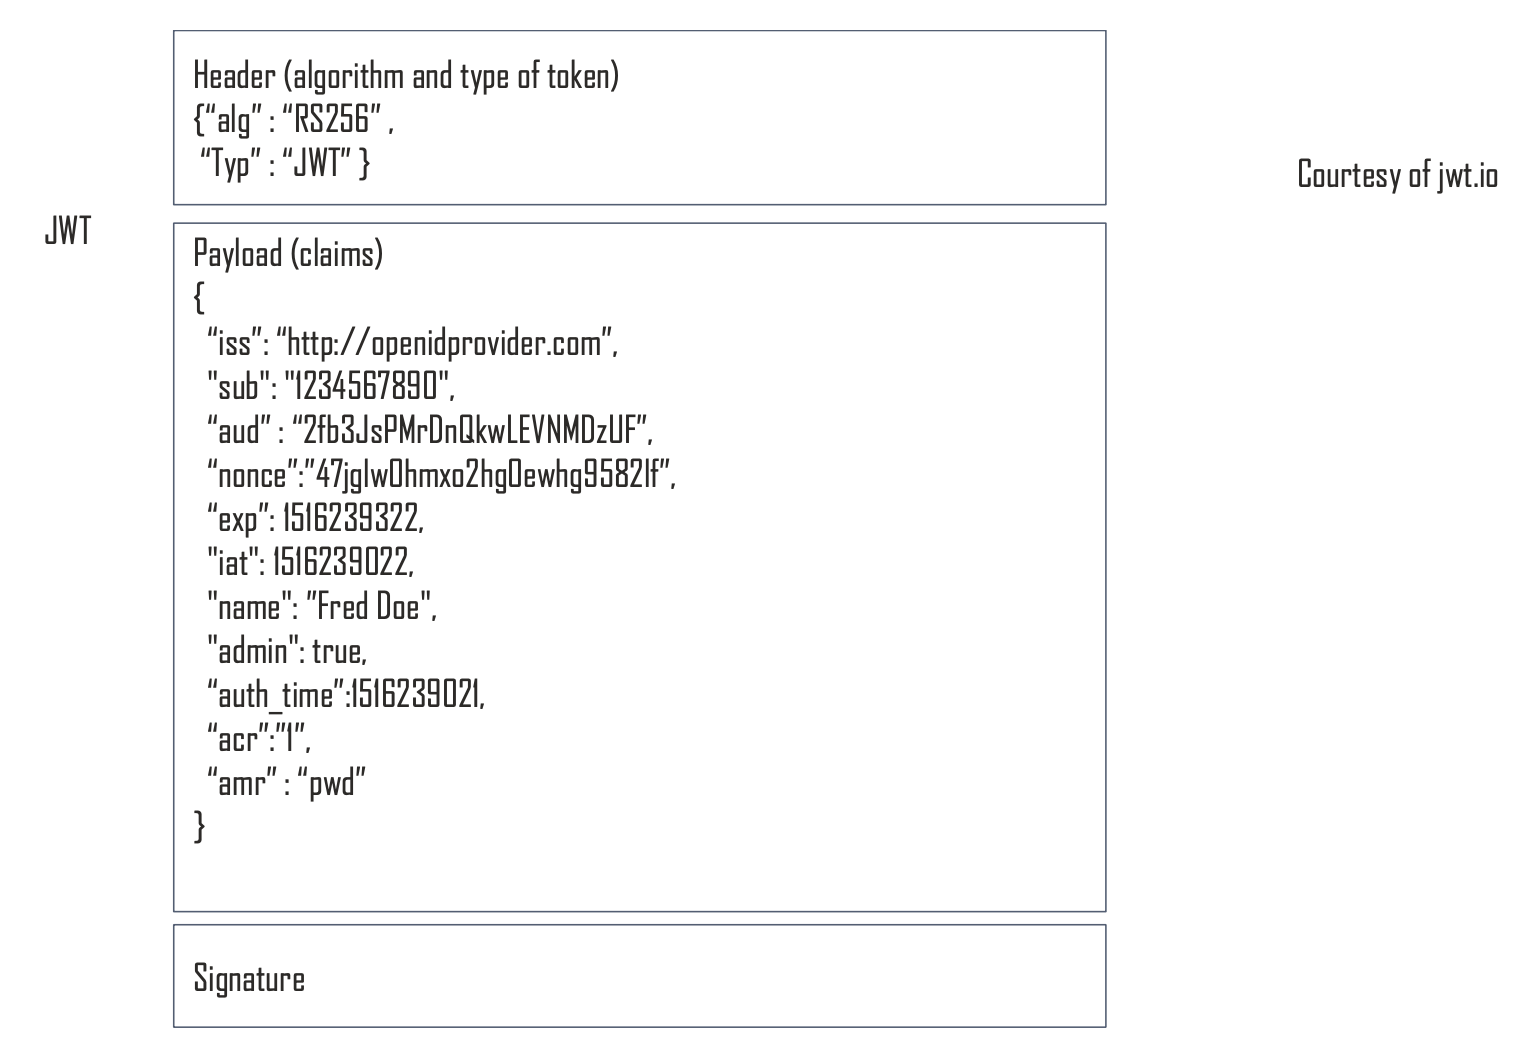 Header (algorithm and type of token)
{“alg” : “RS256” ,
“Typ” : “JWT” }
Courtesy of jwt.io
JWT
Payload (claims)
{
“iss”: “http://openidprovider.com”,
"sub": "1234567890",
“aud” : “2fb3JsPMrDnQkwLEVNMDzUF”,
“nonce”:”47jglw0hmxo2hg0ewhg9582lf”,
“exp”: 1516239322,
"iat": 1516239022,
"name": ”Fred Doe",
"admin": true,
“auth_time”:1516239021,
“acr”:”1”,
“amr” : “pwd”
}
Signature